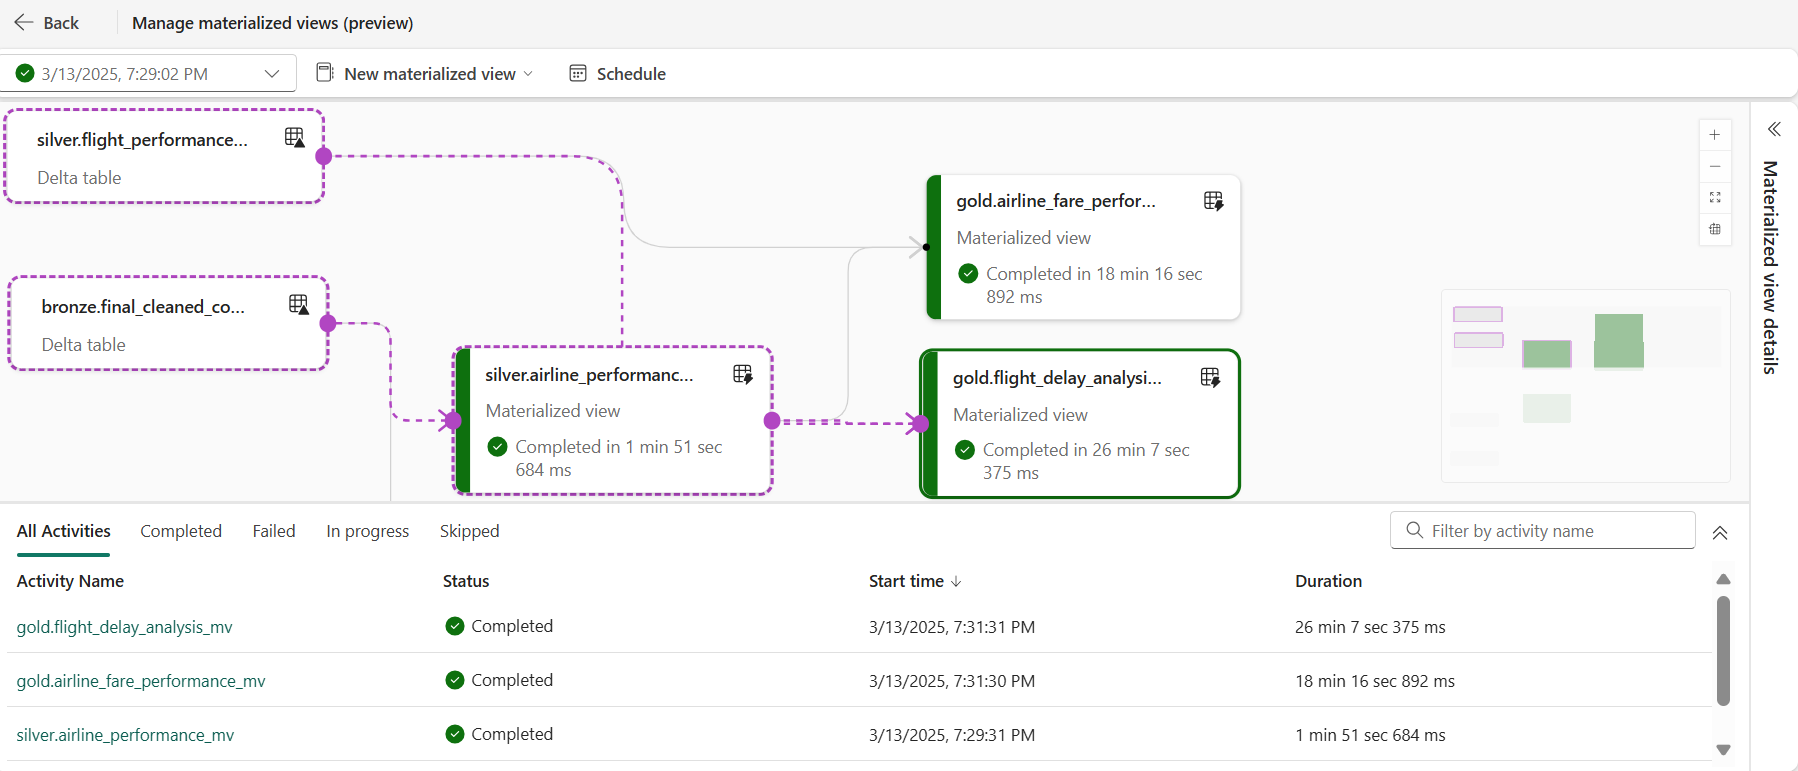 Back
Manage materialized views (preview)
3/13/2025, 7:29:02 PM
New materialized view
Schedule
silver.flight_performance...
Delta table
bronze.final_cleaned_co...
Delta table
silver.airline_performanc...
Materialized view
Completed in 1 min 51 sec
684 ms
gold.airline_fare_perfor...
Materialized view
Completed in 18 min 16 sec
892 ms
gold.flight_delay_analysi...
Materialized view
Completed in 26 min 7 sec
375 ms
Materialized view details
All Activities
Completed
Failed
In progress
Skipped
Filter by activity name
Activity Name
Status
Start time
Duration
gold.flight_delay_analysis_mv
Completed
3/13/2025, 7:31:31 PM
26 min 7 sec 375 ms
gold.airline_fare_performance_mv
Completed
3/13/2025, 7:31:30 PM
18 min 16 sec 892 ms
silver.airline_performance_mv
Completed
3/13/2025, 7:29:31 PM
1 min 51 sec 684 ms